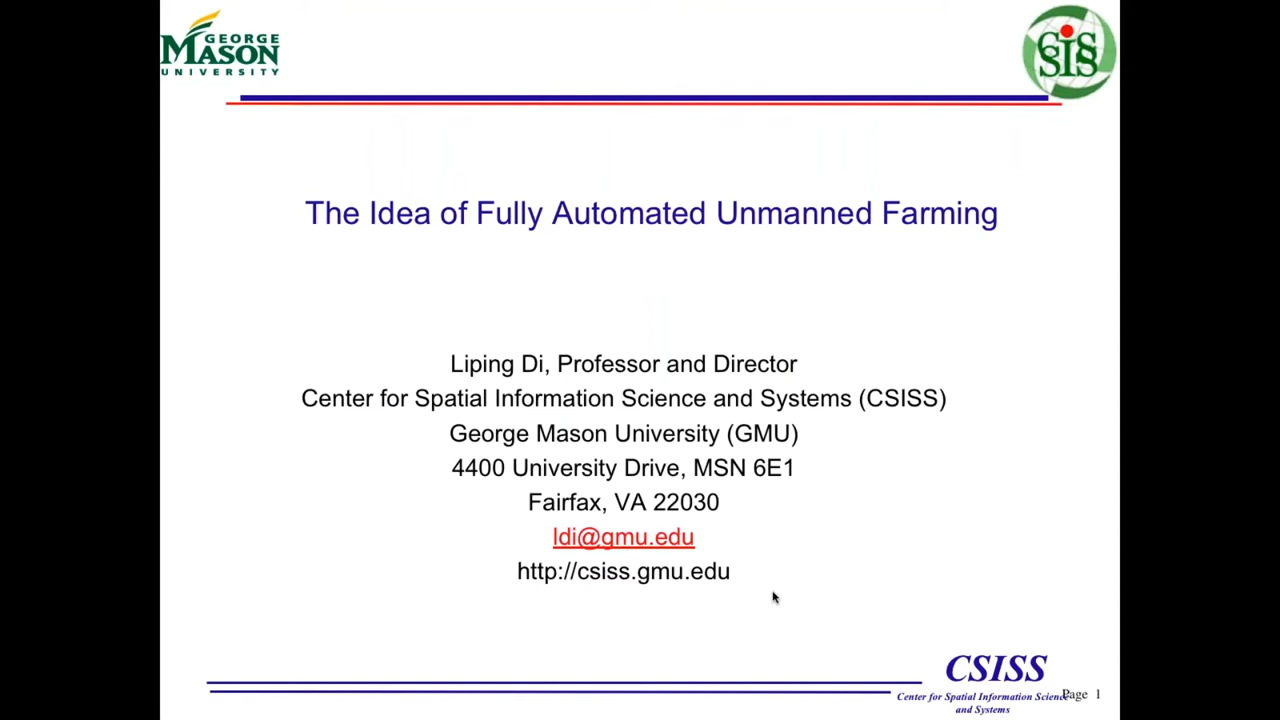 GEORGE
MASON
UNIVERSITY
CSISS
The Idea of Fully Automated Unmanned Farming
Liping Di, Professor and Director
Center for Spatial Information Science and Systems (CSISS)
George Mason University (GMU)
4400 University Drive, MSN 6E1
Fairfax, VA 22030
ldi@gmu.edu
http://csiss.gmu.edu
CSISS
Center for Spatial Information Science
and Systems
Page 1